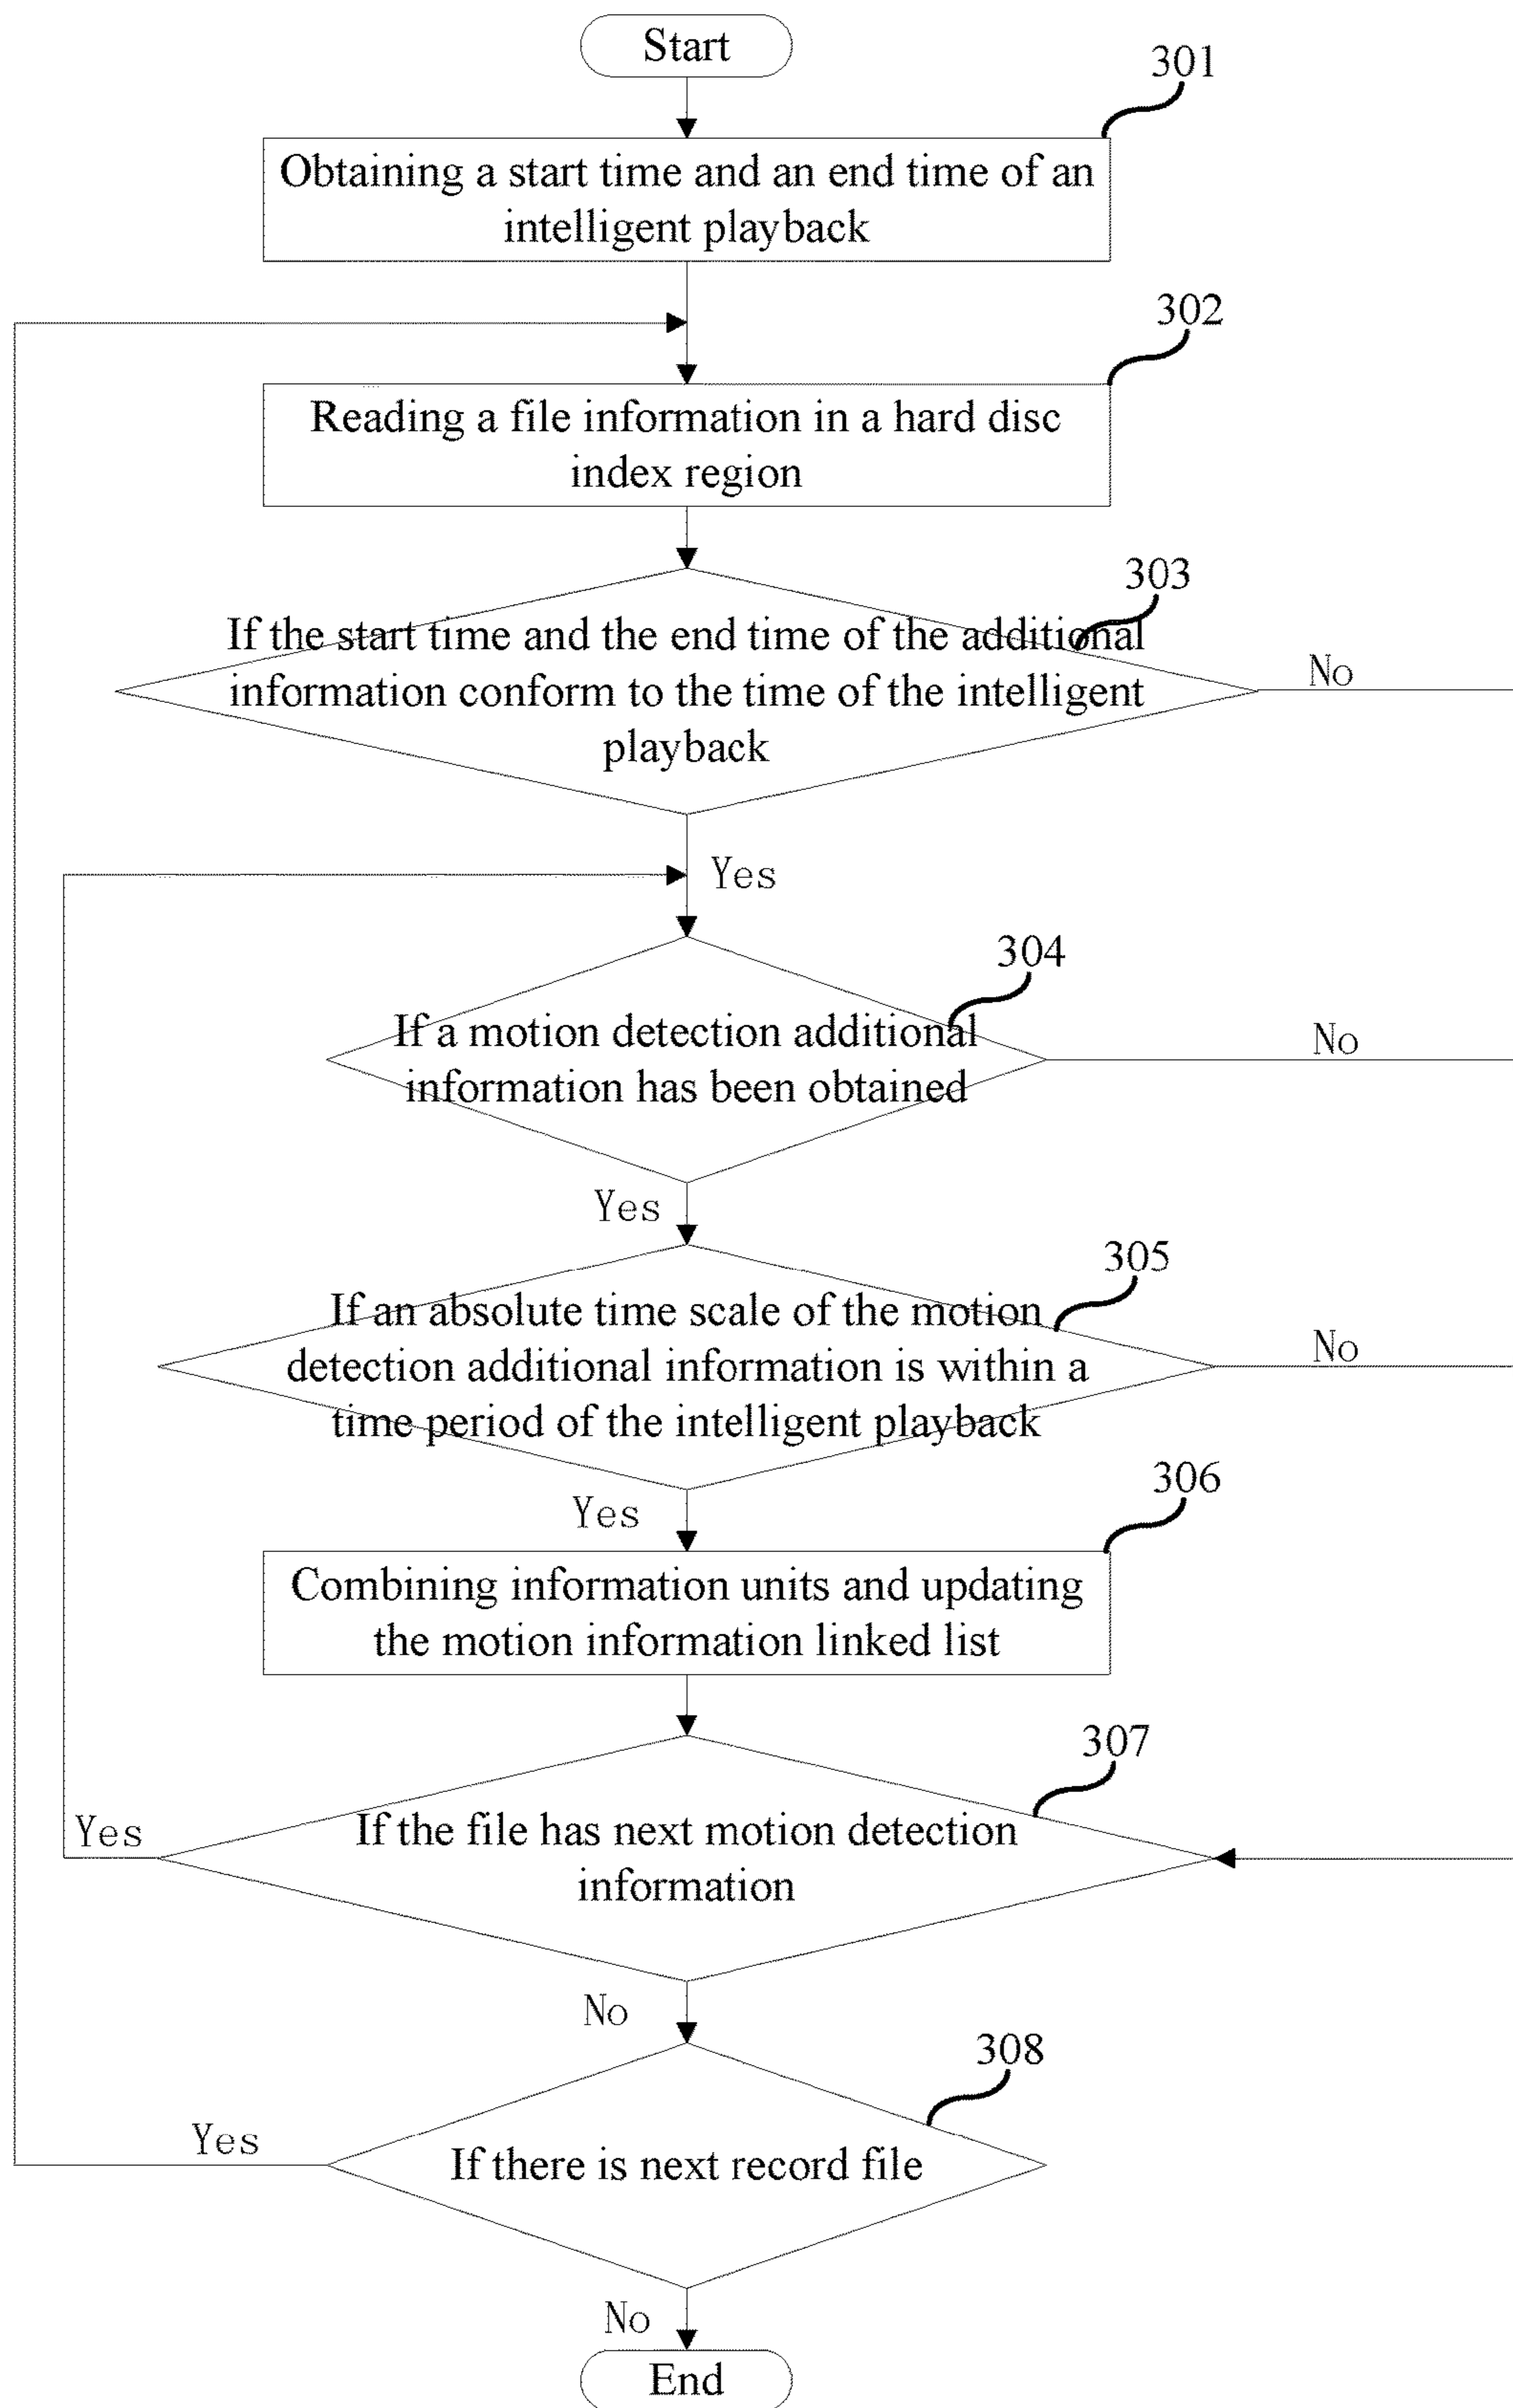 Start
301
Obtaining a start time and an end time of an
intelligent playback
302
Reading a file information in a hard disc
index region
303
If the start time and the end time of the additional
information conform to the time of the intelligent
playback
No
Yes
304
If a motion detection additional
information has been obtained
No
Yes
305
If an absolute time scale of the motion
detection additional information is within a
time period of the intelligent playback
No
Yes
306
Combining information units and updating
the motion information linked list
307
If the file has next motion detection
information
Yes
No
308
If there is next record file
Yes
No
End